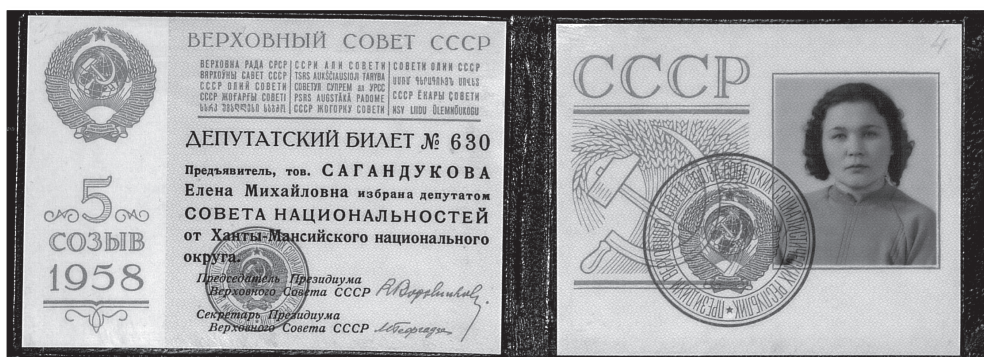 ВЕРХОВНЫЙ СОВЕТ СССР
ВЕРХОВНА РАДА СРСР
ВЯРХОЎНЫ САВЕТ СССР
СССР ОЛИЙ СОВЕТИ
СССР ЖОҒАРҒЫ СОВЕТІ
ССРИ АЛИ СОВЕТИ
TSRS AUKŠČIAUSIOJI TARYBA
СОВЕТУЛ СУПРЕМ ал УРСС
PSRS AUGSTĀKĀ PADOME
СССР ЖОГОРКУ СОВЕТИ
СОВЕТИ ОЛИИ СССР
СССР ЁКАРЫ СОВЕТИ
NSV LIIDU ÜLEMNÕUKOGU
ДЕПУТАТСКИЙ БИЛЕТ № 630
Предъявитель, тов. САГАНДУКОВА
Елена Михайловна избрана депутатом
СОВЕТА НАЦИОНАЛЬНОСТЕЙ
от Ханты-Мансийского национального
округа.
Председатель Президиума
Верховного Совета СССР
Секретарь Президиума
Верховного Совета СССР
5
СОЗЫВ
1958
СССР
4